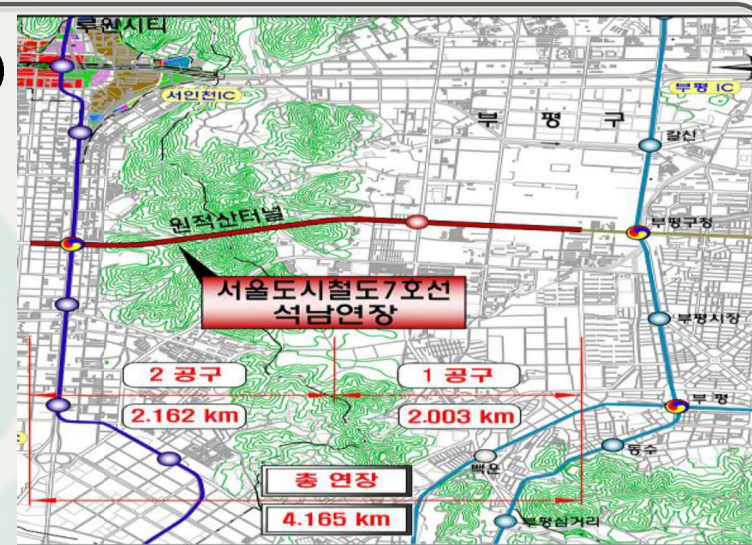 루원시티
서인천IC
부평 IC
부 평 구
갈산
원적산터널
부평구청
서울도시철도7호선
석남연장
부평시장
2 공구
1 공구
2.162 km
2.003 km
부평
동수
백운
총 연장
4.165 km
부평삼거리